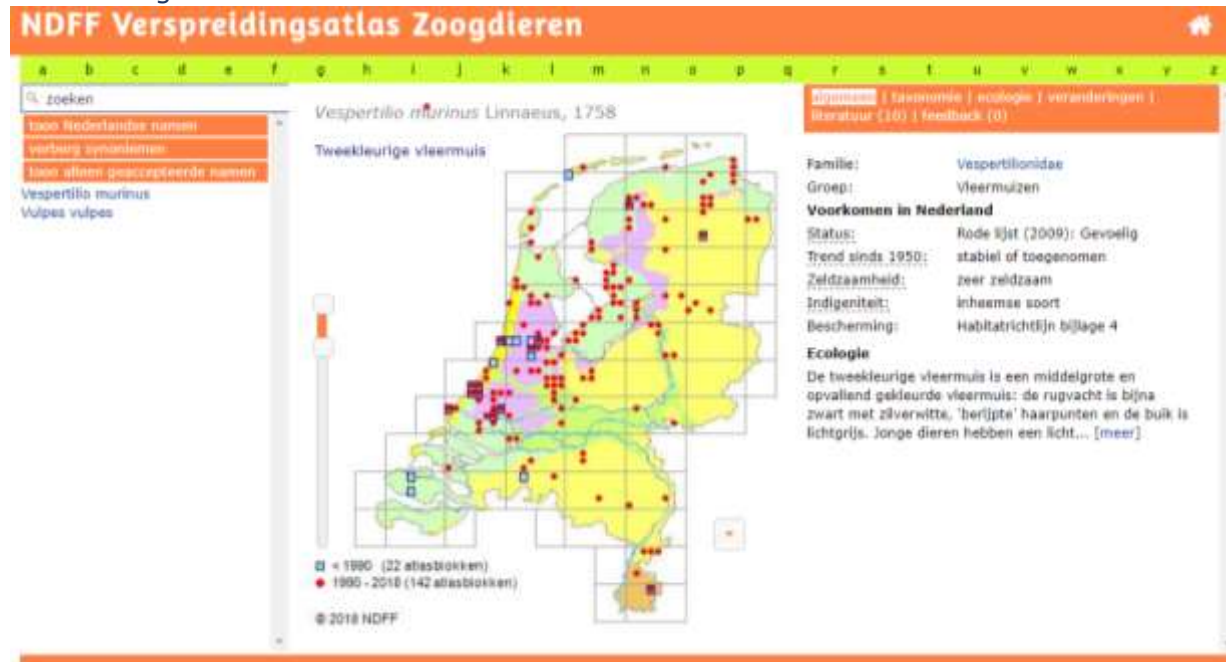 NDFF Verspreidingsatlas Zoogdieren
a b c d e f g h i j k l m n o p q r s t u v w x y z
zoeken
toon Nederlandse namen
verberg synoniemen
toon alleen geaccepteerde namen
Vespertilio murinus
Vulpes vulpes
Vespertilio murinus Linnaeus, 1758
Tweekleurige vleermuis
< 1990 (22 atlasblokken)
1990 - 2018 (142 atlasblokken)
© 2018 NDFF
algemeen | taxonomie | ecologie | veranderingen |
literatuur (10) | feedback (0)
Familie: Vespertilionidae
Groep: Vleermuizen
Voorkomen in Nederland
Status: Rode lijst (2009): Gevoelig
Trend sinds 1950: stabiel of toegenomen
Zeldzaamheid: zeer zeldzaam
Indigeniteit: inheemse soort
Bescherming: Habitatrichtlijn bijlage 4
Ecologie
De tweekleurige vleermuis is een middelgrote en
opvallend gekleurde vleermuis: de rugvacht is bijna
zwart met zilverwitte, 'berijpte' haarpunten en de buik is
lichtgrijs. Jonge dieren hebben een licht... [meer]